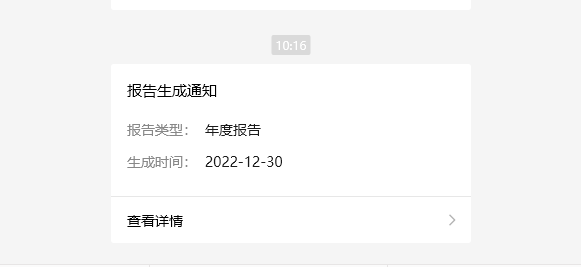 10:16
报告生成通知
报告类型： 年度报告
生成时间： 2022-12-30
查看详情